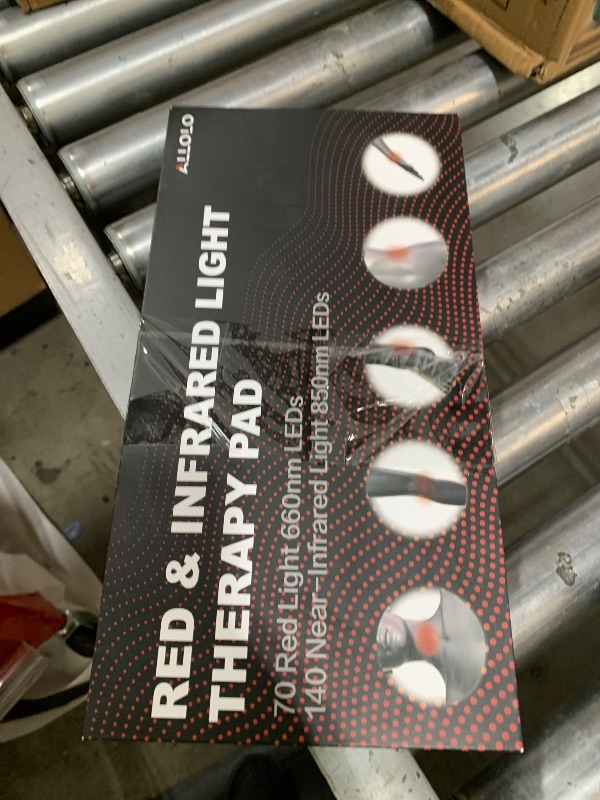 ALLOLO
RED & INFRARED LIGHT
THERAPY PAD
70 Red Light 660nm LEDs
140 Near-Infrared Light 850nm LEDs